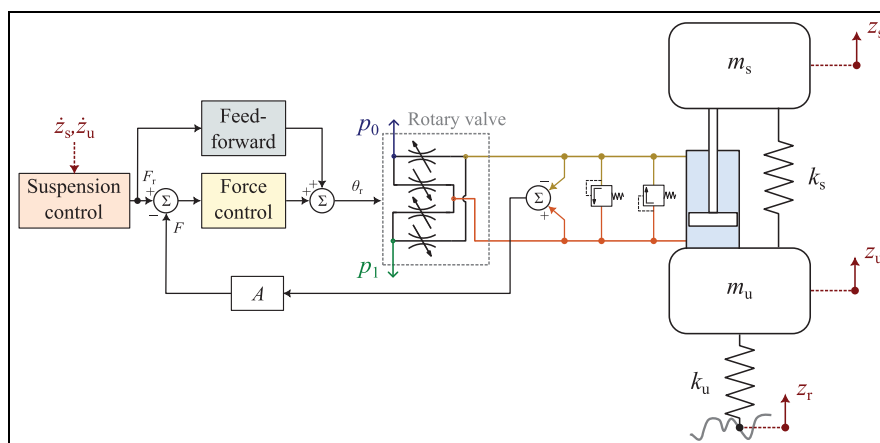 z_s
m_s
Feed-
forward
p_0
Rotary valve
ż_s, ż_u
Suspension
control
F_r
+
−
Σ
F
Force
control
+
+
Σ
θ_r
−
Σ
+
k_s
p_1
A
z_u
m_u
k_u
z_r